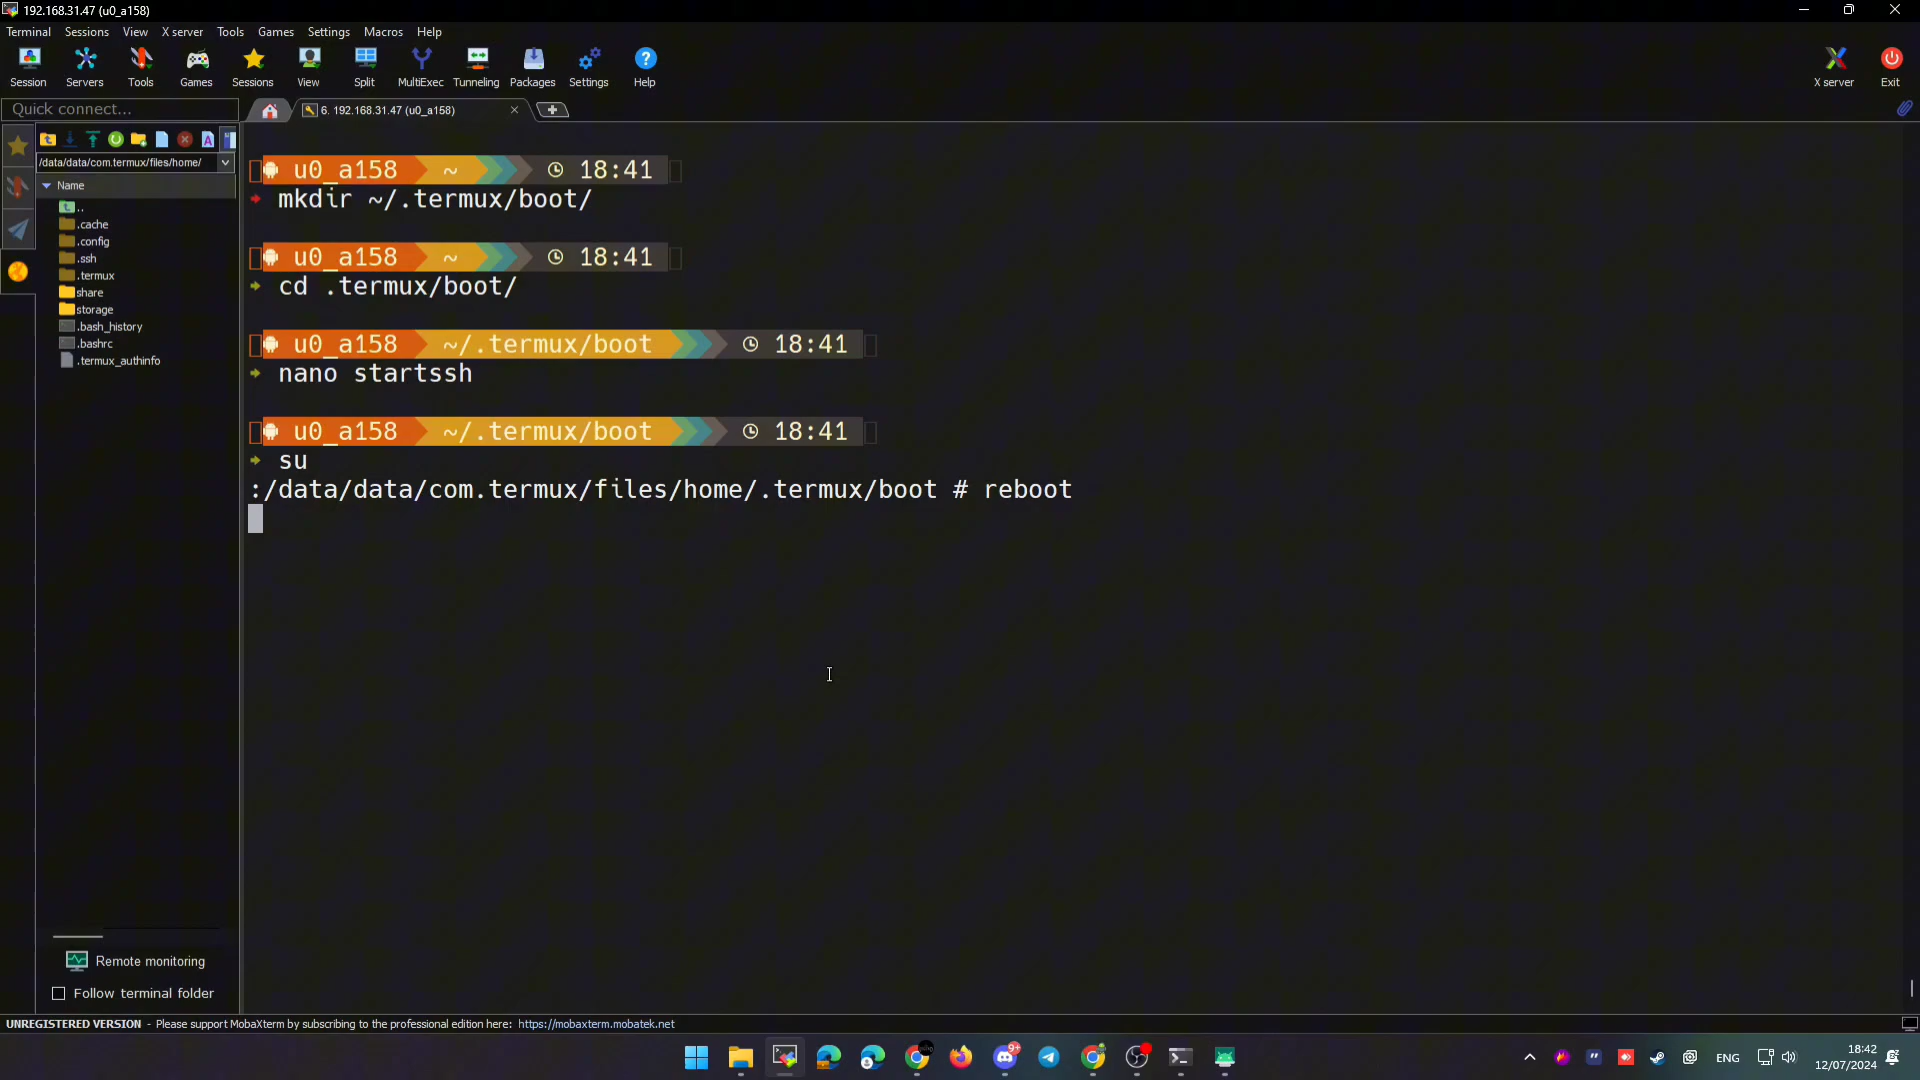 192.168.31.47 (u0_a158)
Terminal Sessions View X server Tools Games Settings Macros Help
Session Servers Tools Games Sessions View Split MultiExec Tunneling Packages Settings Help X server Exit
Quick connect...
6. 192.168.31.47 (u0_a158)
/data/data/com.termux/files/home/
Name
..
.cache
.config
.ssh
.termux
share
storage
.bash_history
.bashrc
.termux_authinfo
u0_a158 ~ 18:41
mkdir ~/.termux/boot/
u0_a158 ~ 18:41
cd .termux/boot/
u0_a158 ~/.termux/boot 18:41
nano startssh
u0_a158 ~/.termux/boot 18:41
su
:/data/data/com.termux/files/home/.termux/boot # reboot
Remote monitoring
Follow terminal folder
UNREGISTERED VERSION - Please support MobaXterm by subscribing to the professional edition here: https://mobaxterm.mobatek.net
9+
ENG
18:42
12/07/2024